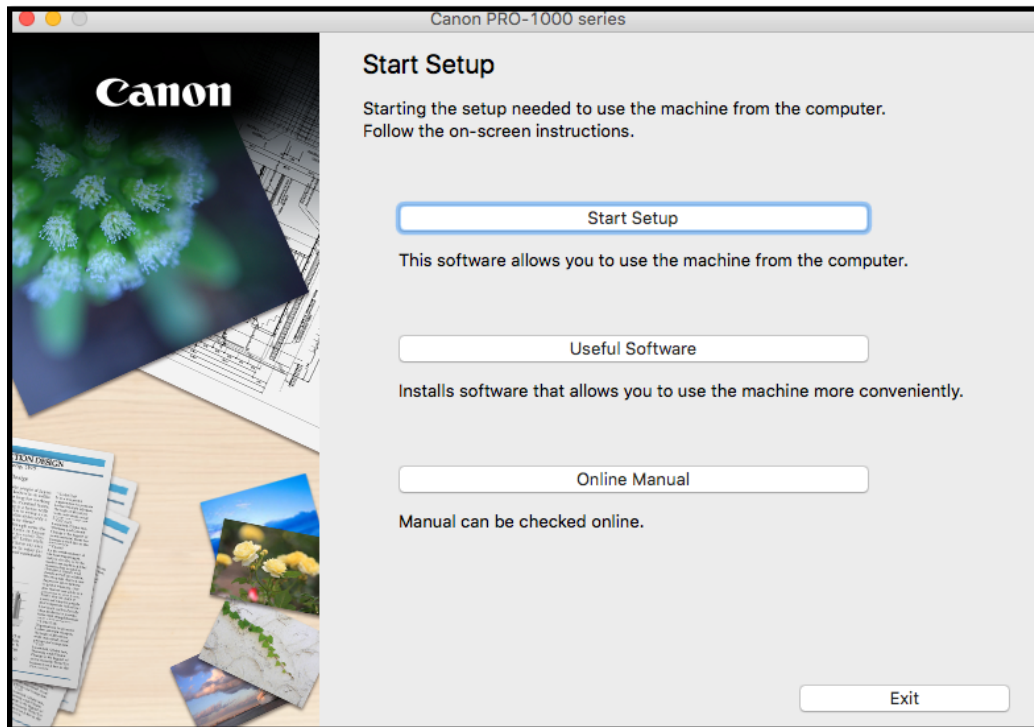 Canon PRO-1000 series
Canon
Start Setup
Starting the setup needed to use the machine from the computer.
Follow the on-screen instructions.
Start Setup
This software allows you to use the machine from the computer.
Useful Software
Installs software that allows you to use the machine more conveniently.
Online Manual
Manual can be checked online.
Exit